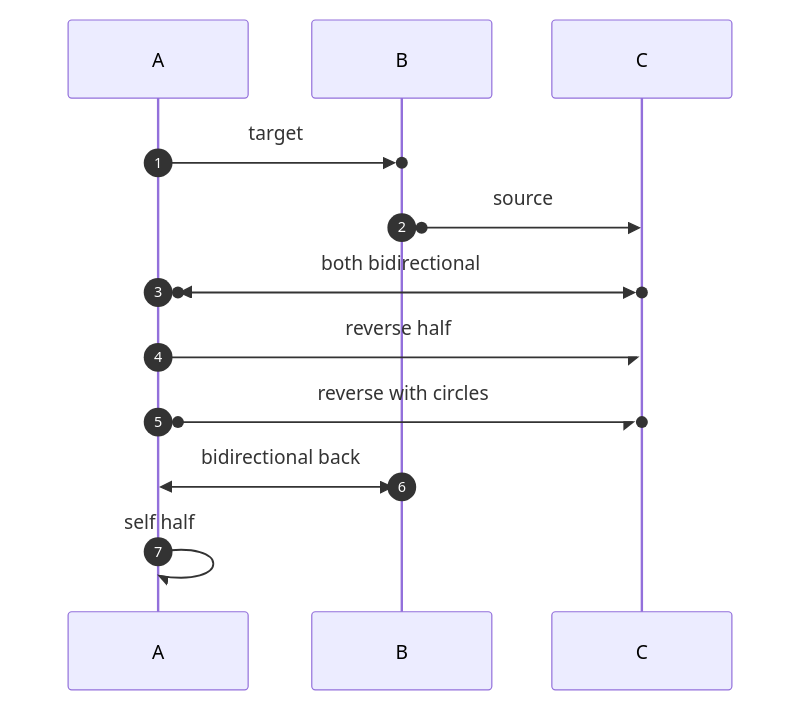 A
B
C
target
1
source
2
both bidirectional
3
reverse half
4
reverse with circles
5
bidirectional back
6
self half
7
A
B
C